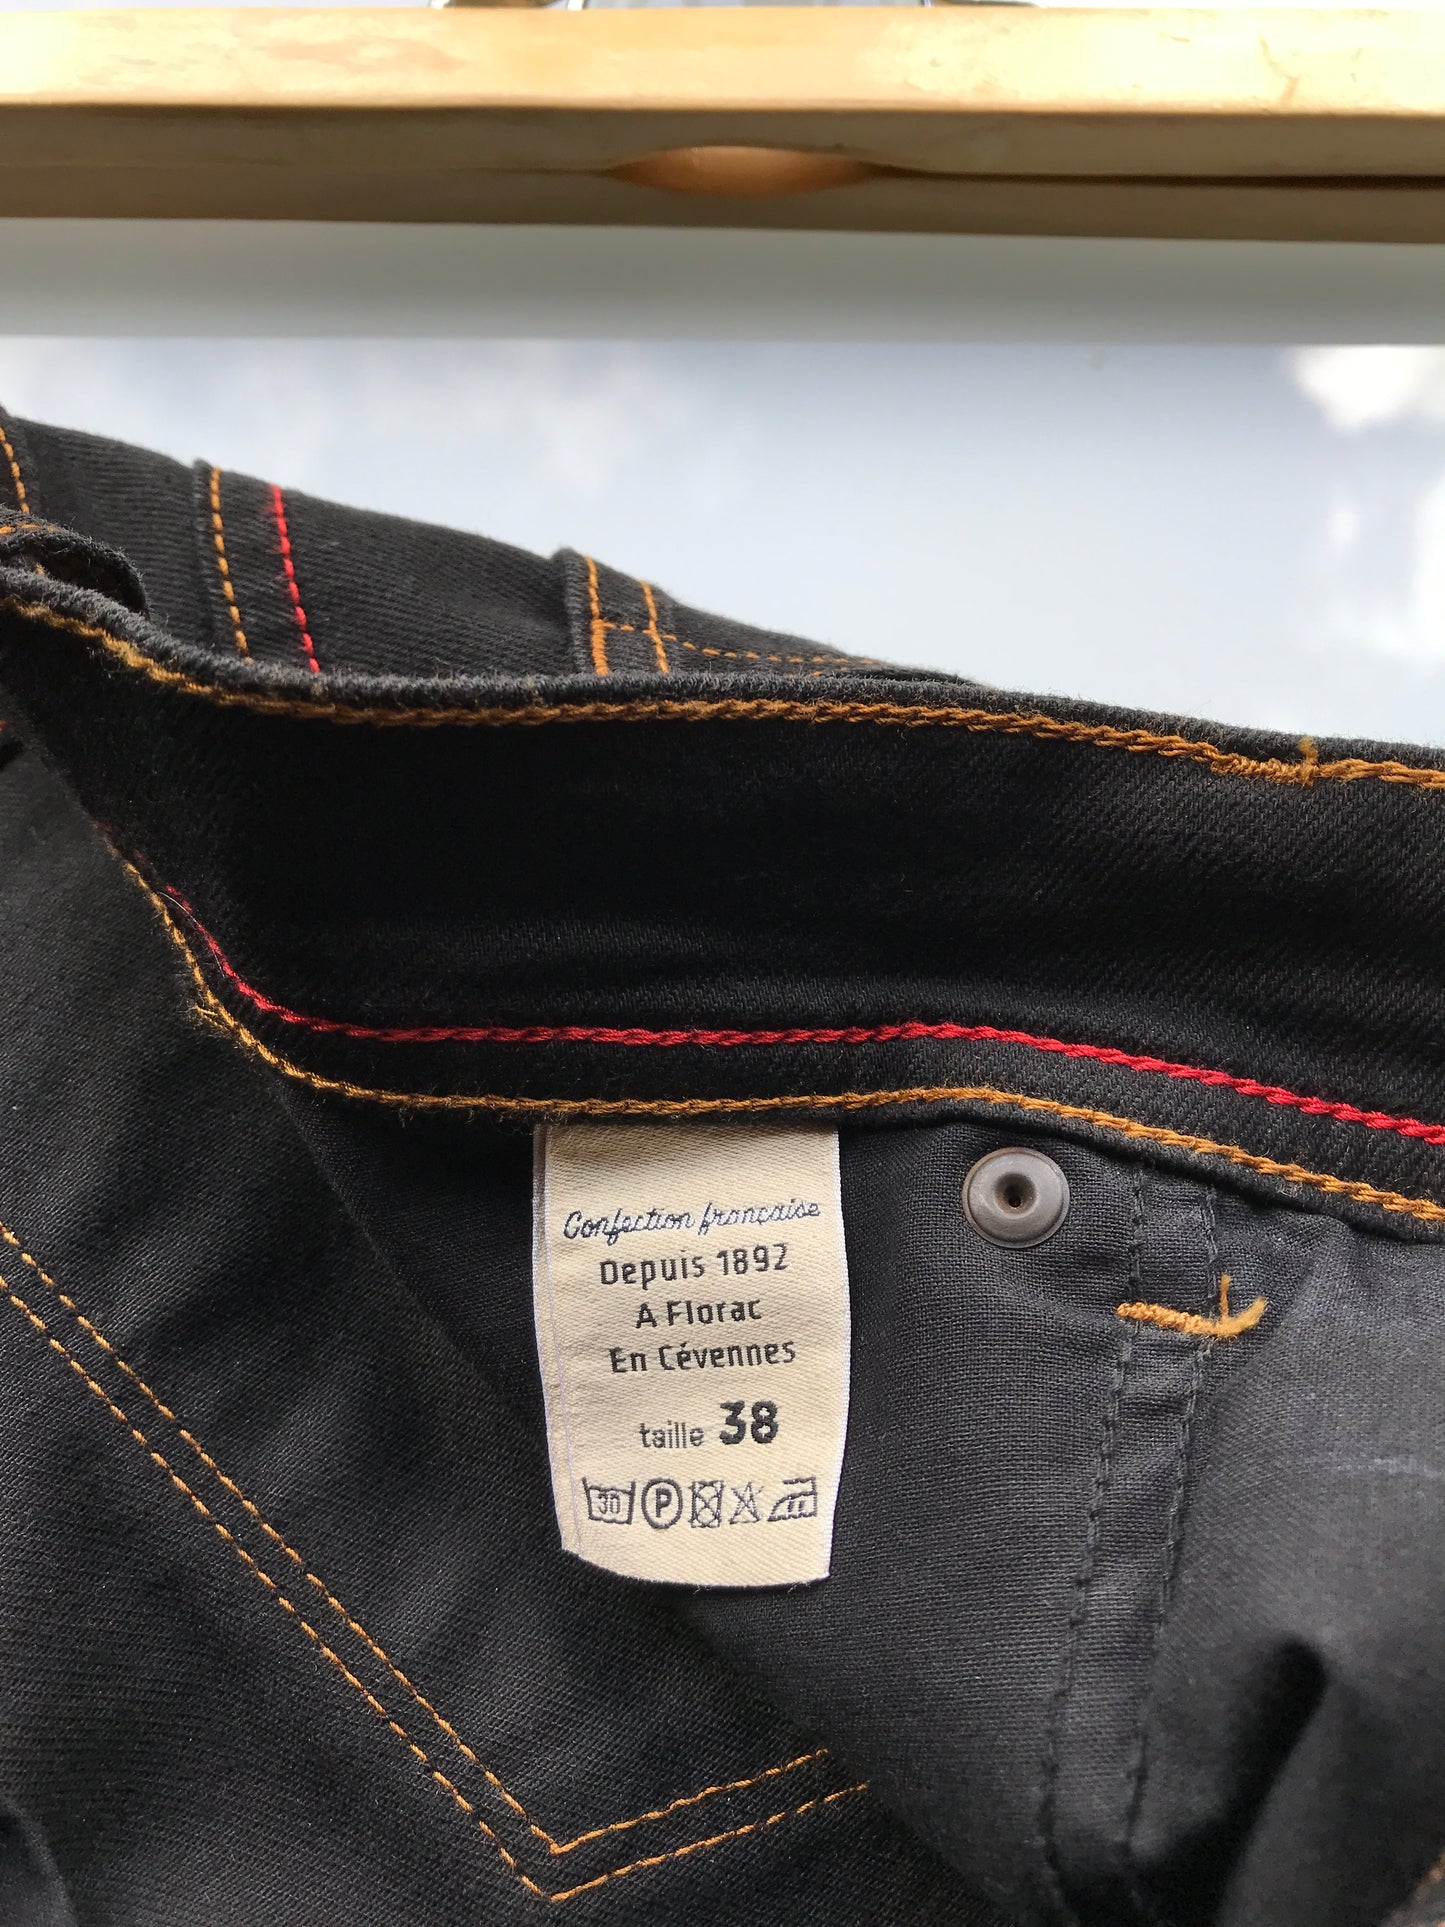 Confection française
Depuis 1892
A Florac
En Cévennes
taille 38
30 P